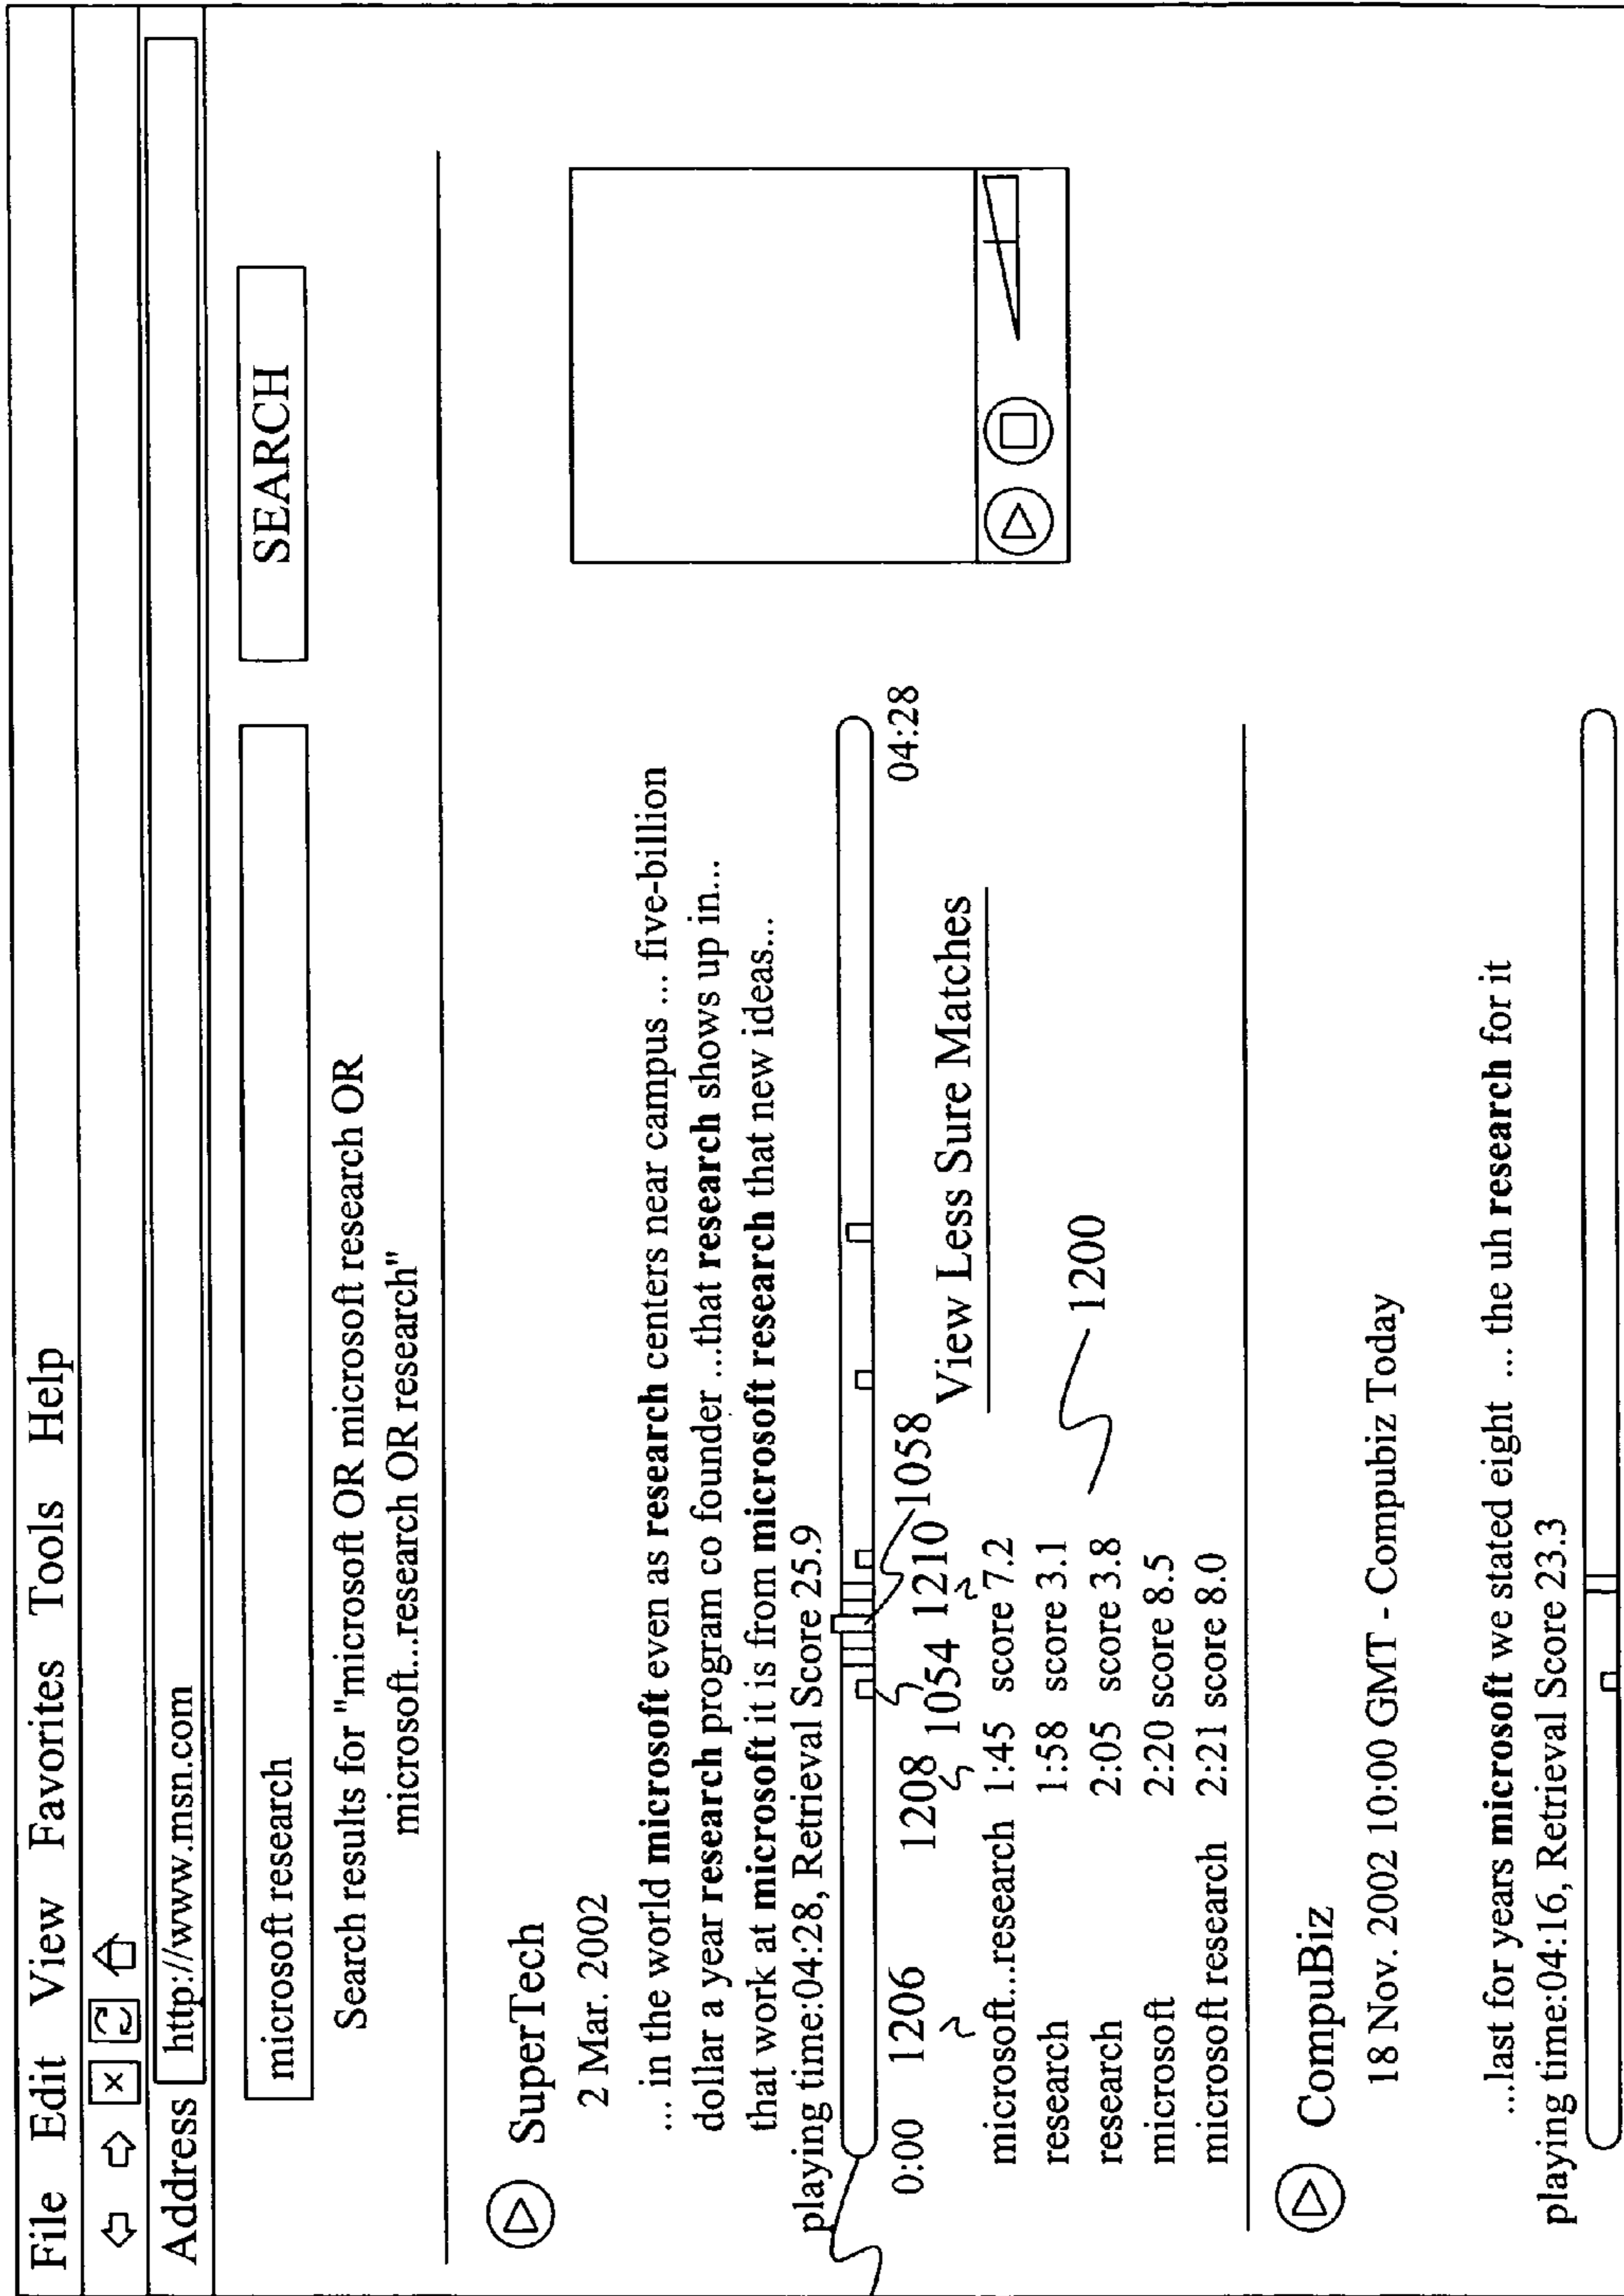 File Edit View Favorites Tools Help
Address http://www.msn.com
microsoft research
SEARCH
Search results for "microsoft OR microsoft research OR
microsoft...research OR research"
SuperTech
2 Mar. 2002
... in the world microsoft even as research centers near campus ... five-billion
dollar a year research program co founder ...that research shows up in...
that work at microsoft it is from microsoft research that new ideas...
playing time:04:28, Retrieval Score 25.9
0:00 1206 1208 1054 1210 1058 04:28
View Less Sure Matches
microsoft...research 1:45 score 7.2
research 1:58 score 3.1
research 2:05 score 3.8
microsoft 2:20 score 8.5
microsoft research 2:21 score 8.0
1200
CompuBiz
18 Nov. 2002 10:00 GMT - Compubiz Today
...last for years microsoft we stated eight ... the uh research for it
playing time:04:16, Retrieval Score 23.3